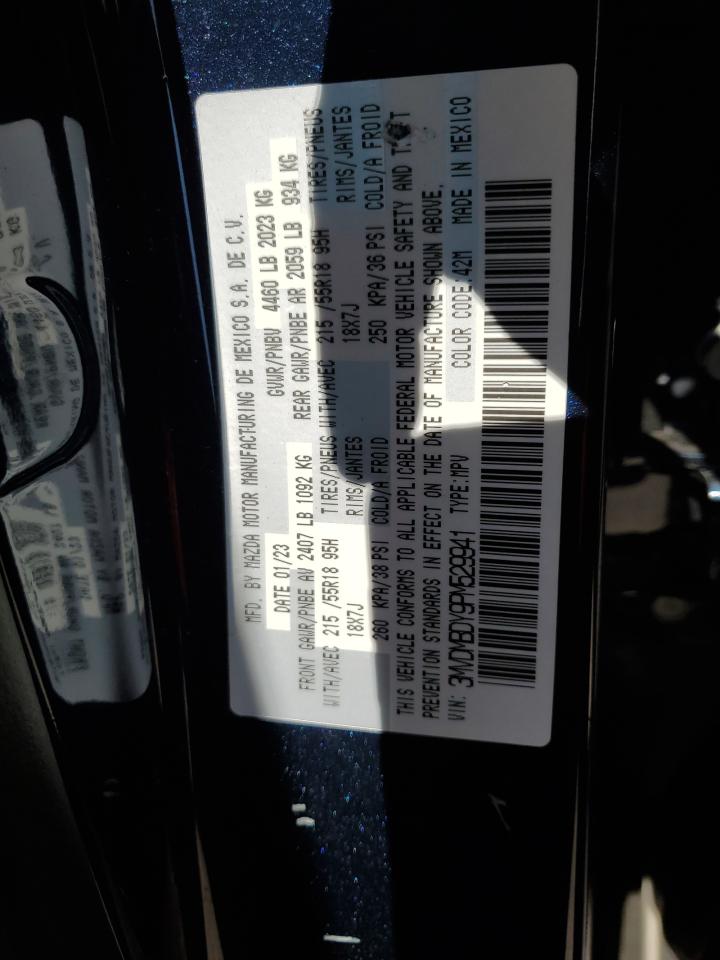 MFD. BY MAZDA MOTOR MANUFACTURING DE MEXICO S.A. DE C.V.
DATE 01/23 GVWR/PNBV 4460 LB 2023 KG
FRONT GAWR/PNBE AV 2407 LB 1092 KG REAR GAWR/PNBE AR 2059 LB 934 KG
WITH/AVEC 215 /55R18 95H TIRES/PNEUS WITH/AVEC 215 /55R18 95H TIRES/PNEUS
18X7J RIMS/JANTES 18X7J RIMS/JANTES
260 KPA/38 PSI COLD/A FROID 250 KPA/36 PSI COLD/A FROID
THIS VEHICLE CONFORMS TO ALL APPLICABLE FEDERAL MOTOR VEHICLE SAFETY AND
PREVENTION STANDARDS IN EFFECT ON THE DATE OF MANUFACTURE SHOWN ABOVE.
VIN: 3MVDMBDY9PM529941 TYPE:MPV COLOR CODE.42M MADE IN MEXICO